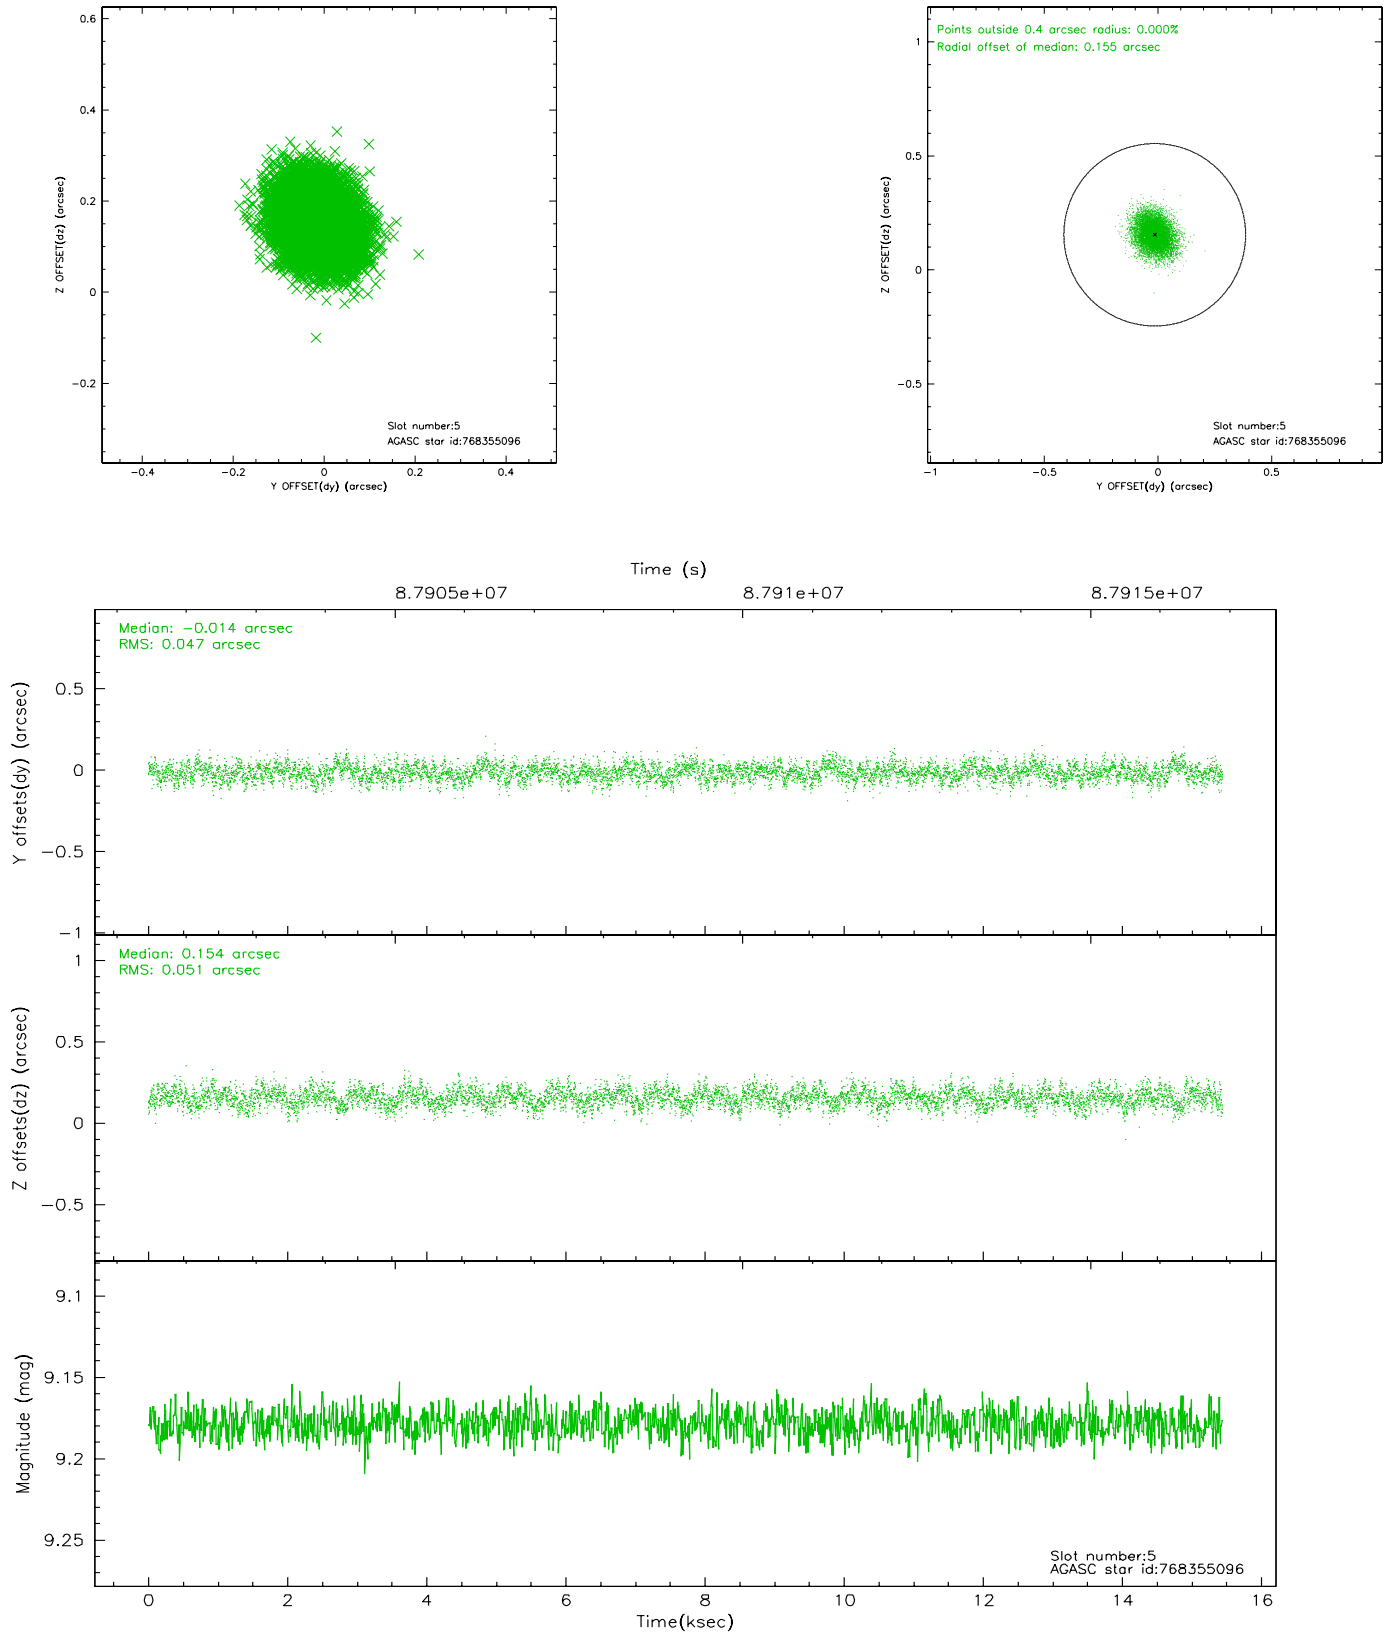 0.6
0.4
0.2
0
−0.2
Z OFFSET(dz) (arcsec)
−0.4
−0.2
0
0.2
0.4
Y OFFSET(dy) (arcsec)
Slot number:5
AGASC star id:768355096
Points outside 0.4 arcsec radius: 0.000%
Radial offset of median: 0.155 arcsec
1
0.5
0
−0.5
Z OFFSET(dz) (arcsec)
−1
−0.5
0
0.5
Y OFFSET(dy) (arcsec)
Slot number:5
AGASC star id:768355096
Time (s)
8.7905e+07
8.791e+07
8.7915e+07
Median: −0.014 arcsec
RMS: 0.047 arcsec
0.5
0
−0.5
−1
Y offsets(dy) (arcsec)
Median: 0.154 arcsec
RMS: 0.051 arcsec
1
0.5
0
−0.5
Z offsets(dz) (arcsec)
9.1
9.15
9.2
9.25
Magnitude (mag)
Slot number:5
AGASC star id:768355096
0
2
4
6
8
10
12
14
16
Time(ksec)